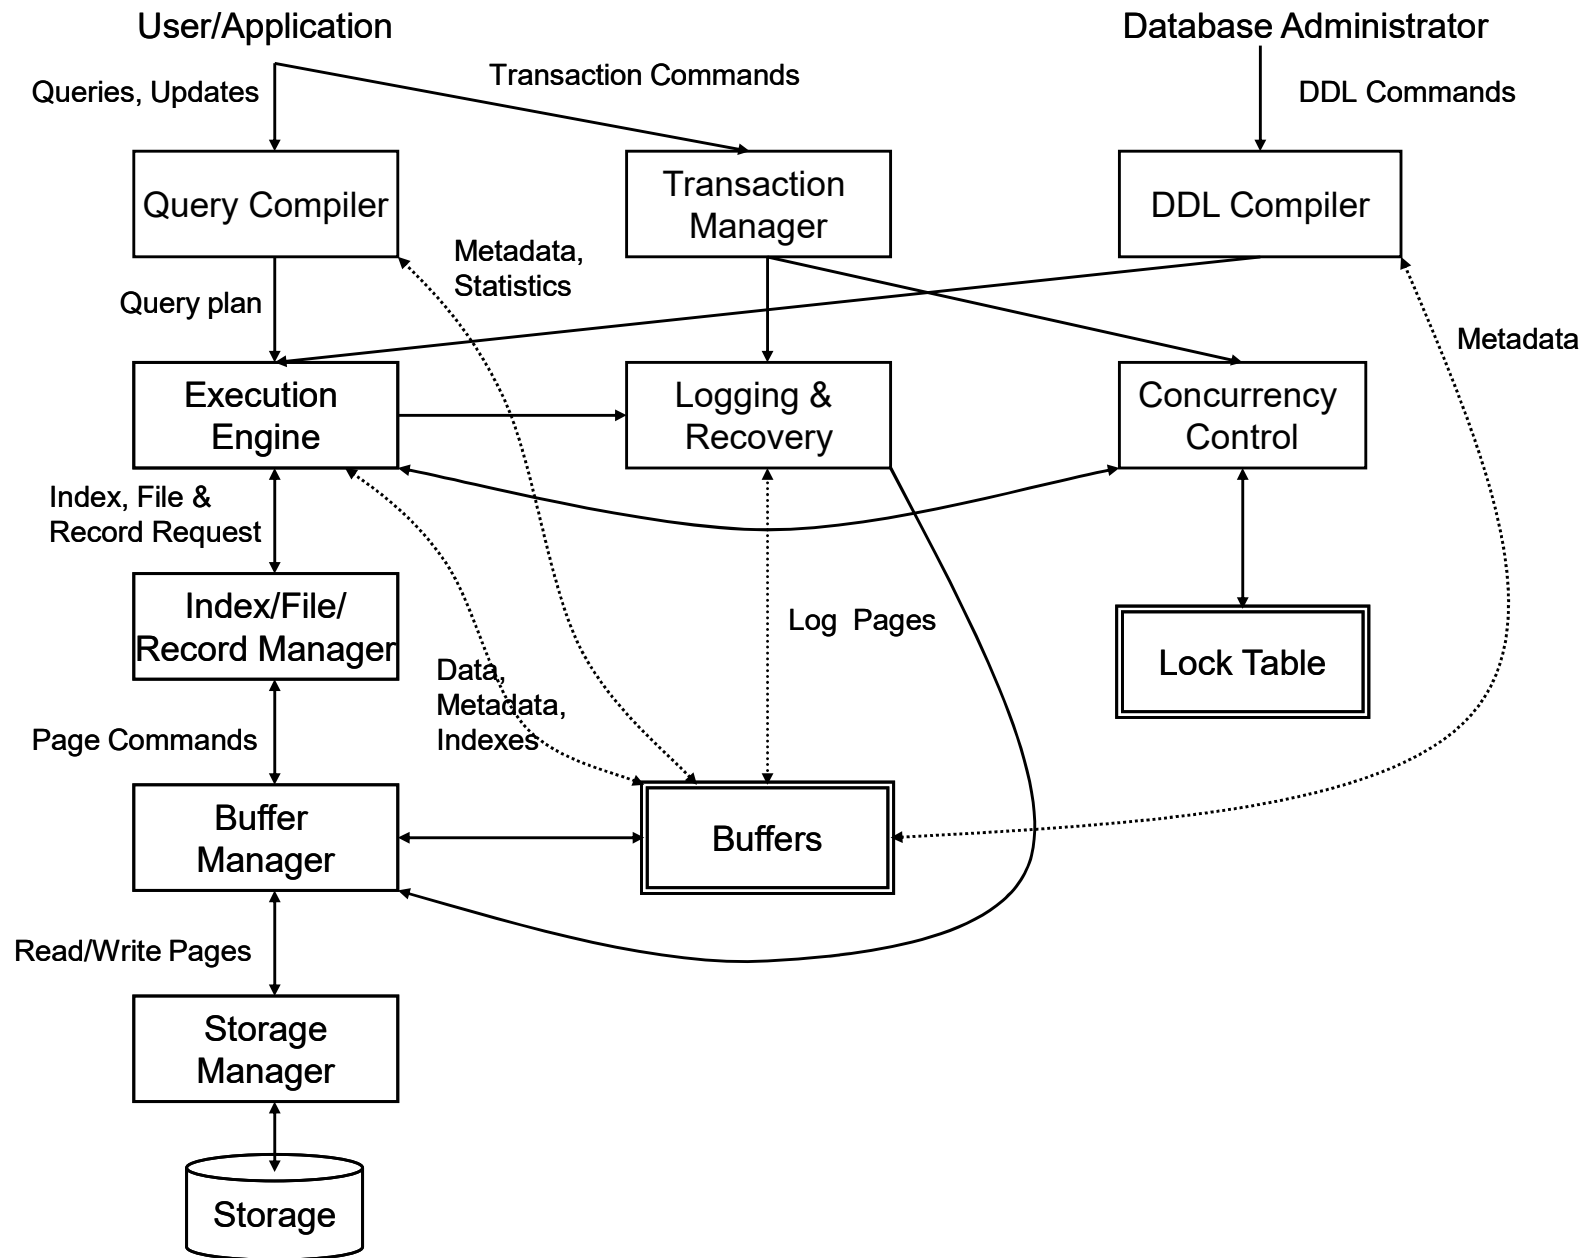 User/Application
Database Administrator
Transaction Commands
Queries, Updates
DDL Commands
Query Compiler
Transaction
Manager
DDL Compiler
Metadata,
Statistics
Query plan
Metadata
Execution
Engine
Logging &
Recovery
Concurrency
Control
Index, File &
Record Request
Index/File/
Record Manager
Log Pages
Lock Table
Data,
Metadata,
Indexes
Page Commands
Buffer
Manager
Buffers
Read/Write Pages
Storage
Manager
Storage